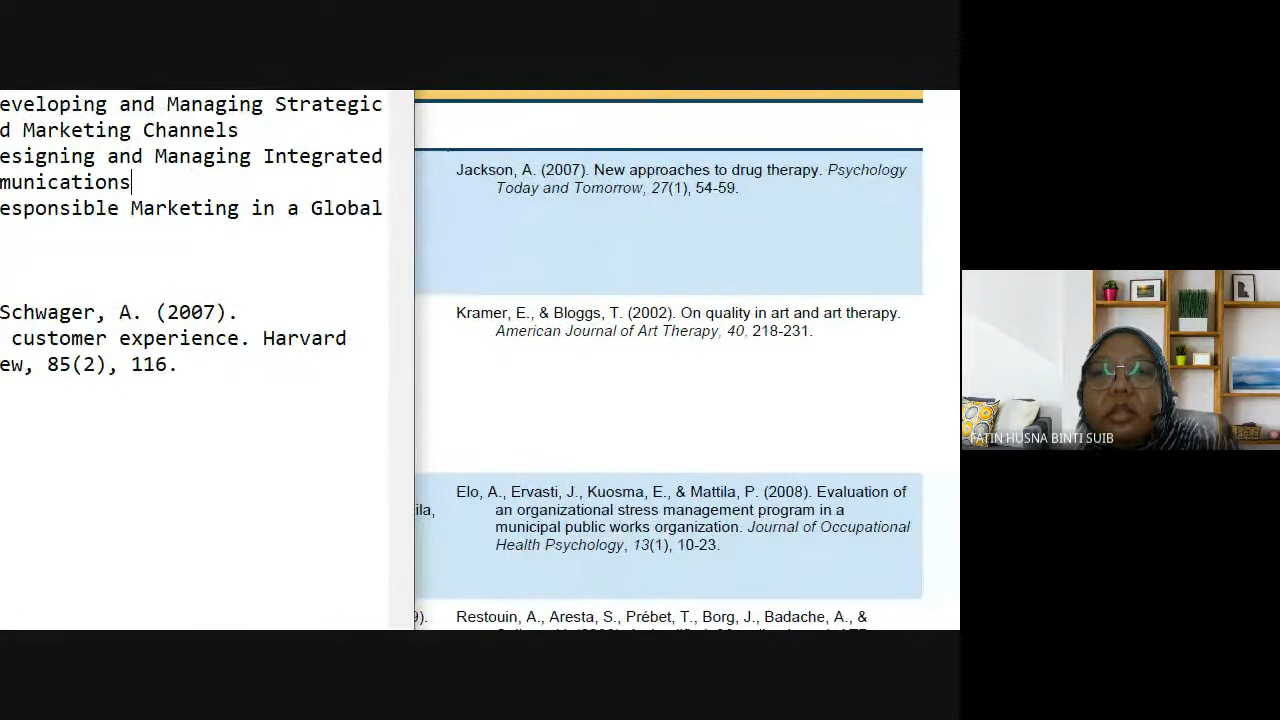 eveloping and Managing Strategic
d Marketing Channels
esigning and Managing Integrated
munications
esponsible Marketing in a Global
Schwager, A. (2007).
customer experience. Harvard
ew, 85(2), 116.
Jackson, A. (2007). New approaches to drug therapy. Psychology
Today and Tomorrow, 27(1), 54-59.
Kramer, E., & Bloggs, T. (2002). On quality in art and art therapy.
American Journal of Art Therapy, 40, 218-231.
ila,
Elo, A., Ervasti, J., Kuosma, E., & Mattila, P. (2008). Evaluation of
an organizational stress management program in a
municipal public works organization. Journal of Occupational
Health Psychology, 13(1), 10-23.
).
Restouin, A., Aresta, S., Prébet, T., Borg, J., Badache, A., &
FATIN HUSNA BINTI SUIB